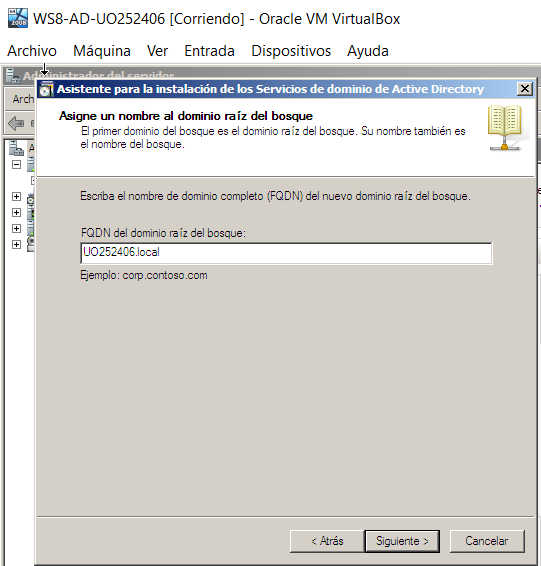 WS8-AD-UO252406 [Corriendo] - Oracle VM VirtualBox
Archivo Máquina Ver Entrada Dispositivos Ayuda
Administrador del servidor
Asistente para la instalación de los Servicios de dominio de Active Directory
Arch
Asigne un nombre al dominio raíz del bosque
El primer dominio del bosque es el dominio raíz del bosque. Su nombre también es
el nombre del bosque.
Escriba el nombre de dominio completo (FQDN) del nuevo dominio raíz del bosque.
FQDN del dominio raíz del bosque:
UO252406.local
Ejemplo: corp.contoso.com
< Atrás Siguiente > Cancelar